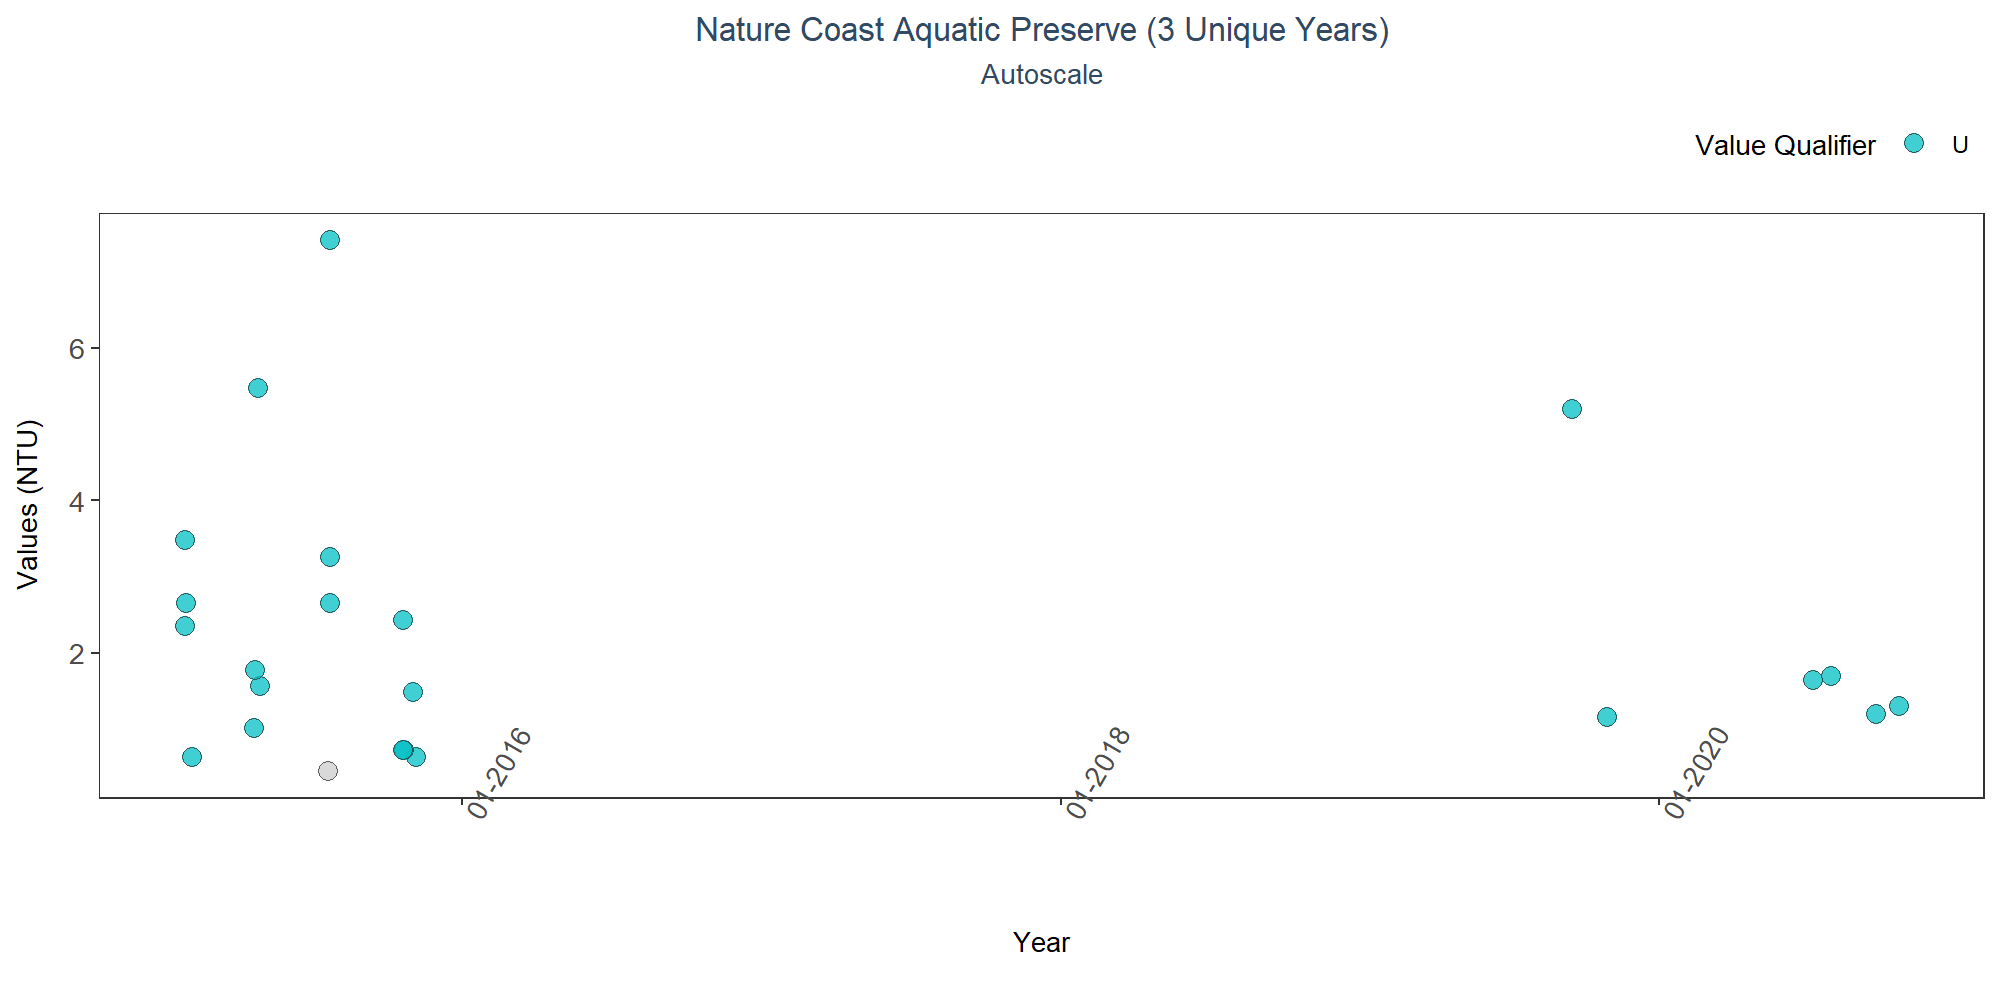 Nature Coast Aquatic Preserve (3 Unique Years)
Autoscale
Value Qualifier U
6
4
2
Values (NTU)
01-2016
01-2018
01-2020
Year